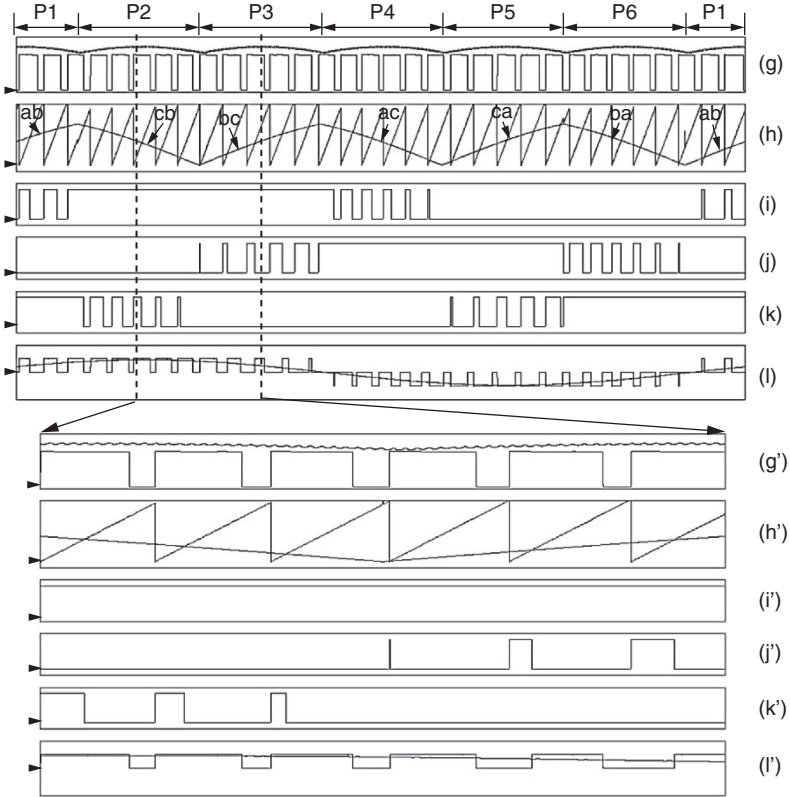 P1 P2 P3 P4 P5 P6 P1
(g)
ab cb bc ac ca ba ab (h)
(i)
(j)
(k)
(l)
(g')
(h')
(i')
(j')
(k')
(l')